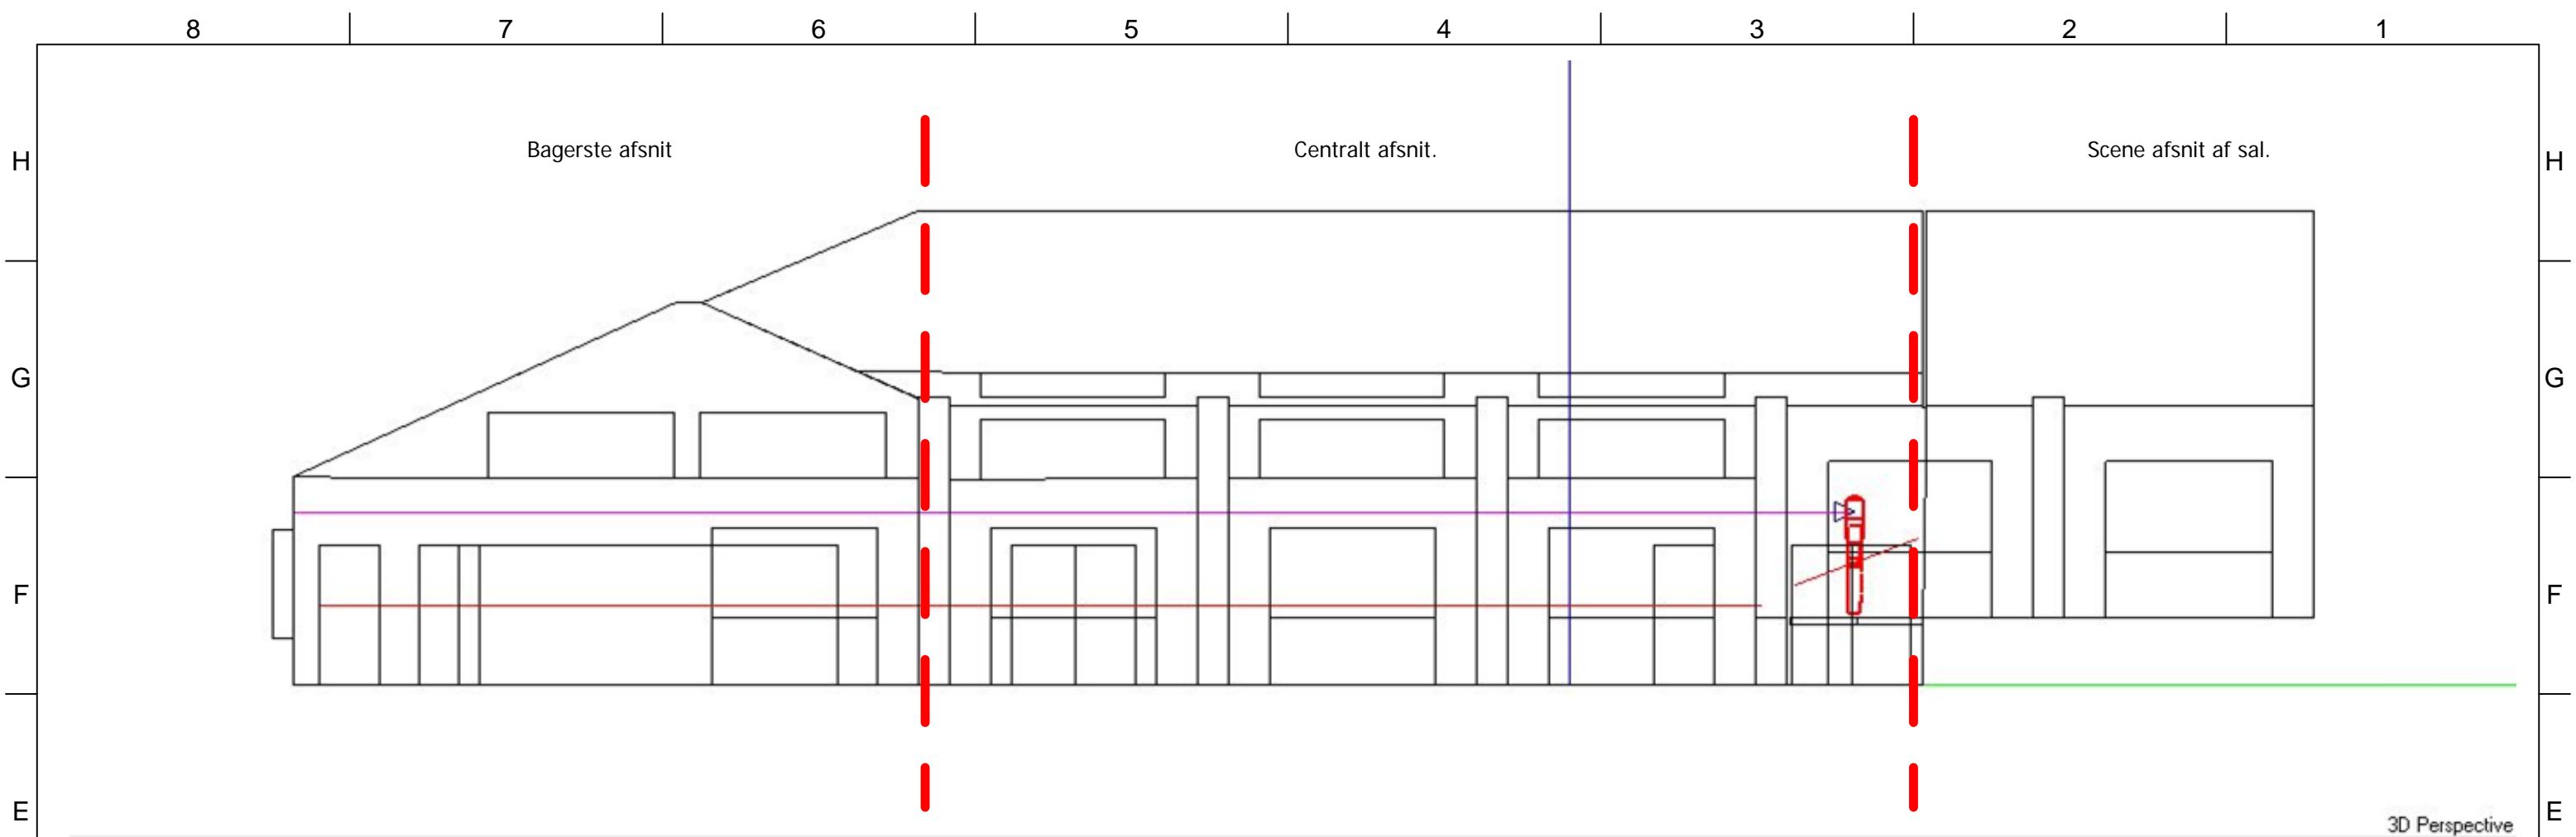 8 7 6 5 4 3 2 1
Bagerste afsnit Centralt afsnit. Scene afsnit af sal.
H H
G G
F F
E E
3D Perspective